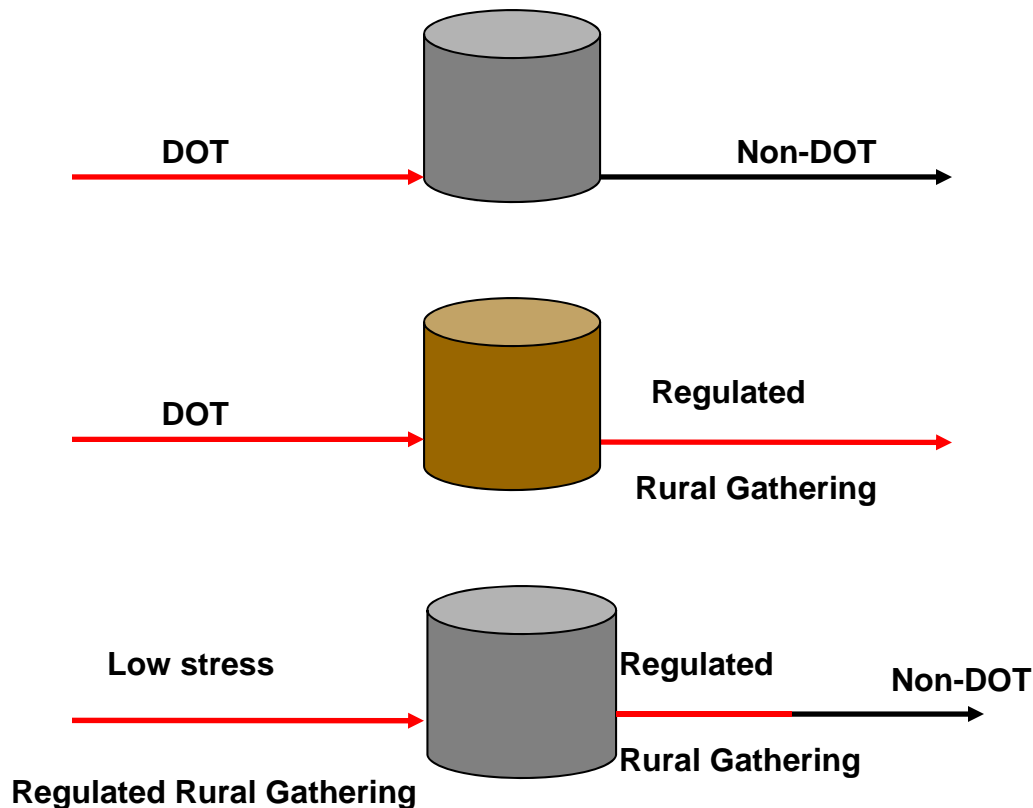 DOT
Non-DOT
DOT
Regulated
Rural Gathering
Low stress
Regulated Rural Gathering
Regulated
Rural Gathering
Non-DOT